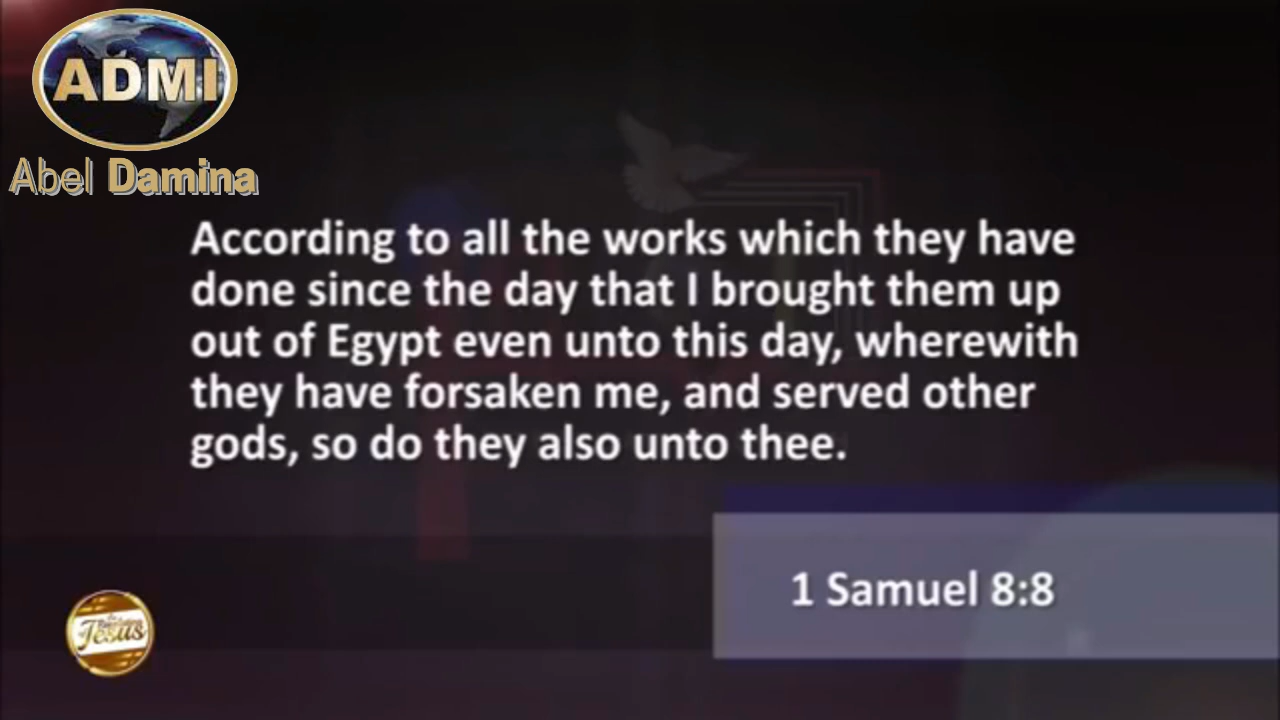 ADMI
Abel Damina
According to all the works which they have
done since the day that I brought them up
out of Egypt even unto this day, wherewith
they have forsaken me, and served other
gods, so do they also unto thee.
1 Samuel 8:8
Jesus